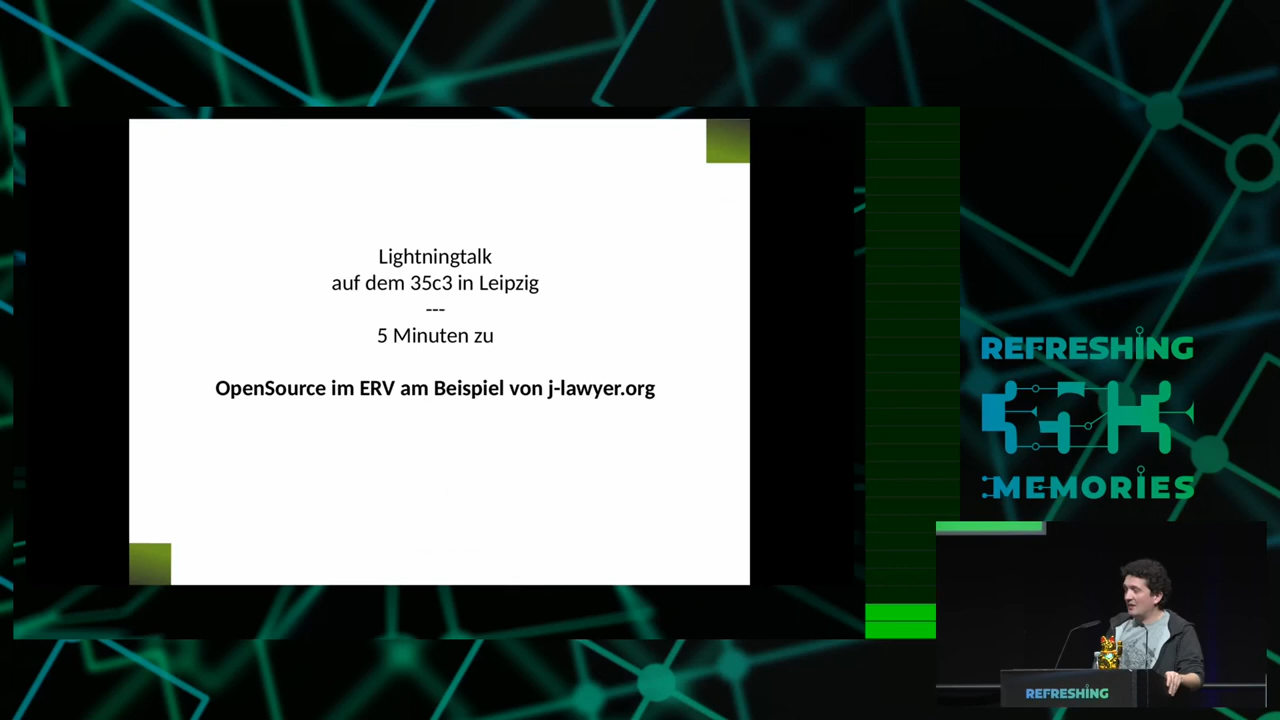 Lightningtalk
auf dem 35c3 in Leipzig
---
5 Minuten zu
OpenSource im ERV am Beispiel von j-lawyer.org
REFRESHING
MEMORIES
REFRESHING